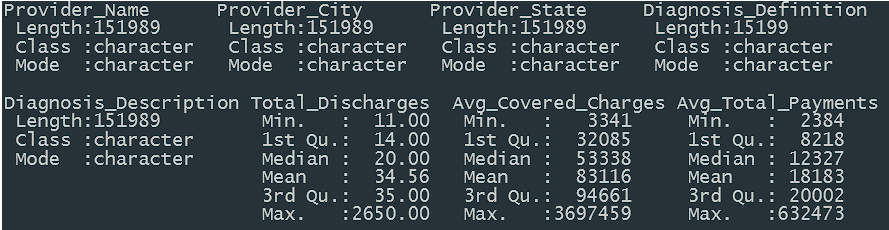 Provider_Name Provider_City Provider_State Diagnosis_Definition
Length:151989 Length:151989 Length:151989 Length:15199
Class :character Class :character Class :character Class :character
Mode :character Mode :character Mode :character Mode :character
Diagnosis_Description Total_Discharges Avg_Covered_Charges Avg_Total_Payments
Length:151989 Min. : 11.00 Min. : 3341 Min. : 2384
Class :character 1st Qu.: 14.00 1st Qu.: 32085 1st Qu.: 8218
Mode :character Median : 20.00 Median : 53338 Median : 12327
Mean : 34.56 Mean : 83116 Mean : 18183
3rd Qu.: 35.00 3rd Qu.: 94661 3rd Qu.: 20002
Max. :2650.00 Max. :3697459 Max. :632473